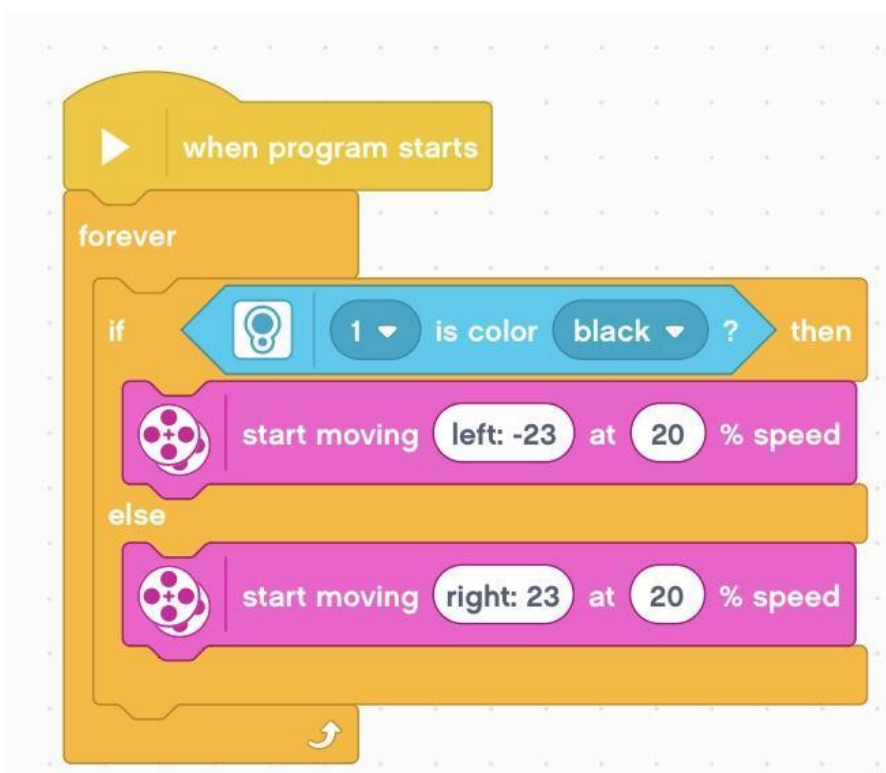 when program starts
forever
if 1 is color black ? then
start moving left: -23 at 20 % speed
else
start moving right: 23 at 20 % speed